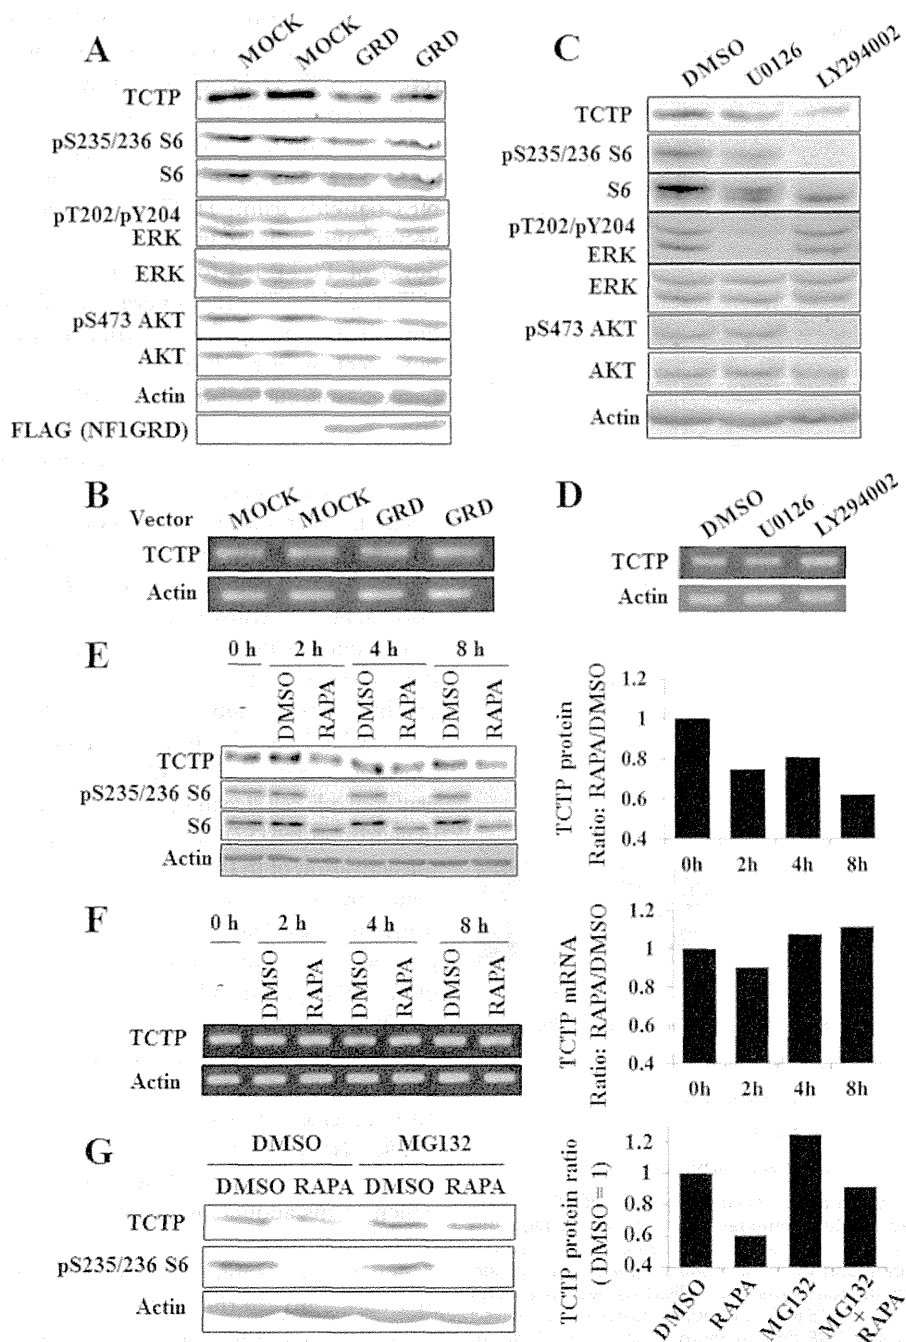 A
MOCK MOCK GRD GRD
TCTP
pS235/236 S6
S6
pT202/pY204
ERK
ERK
pS473 AKT
AKT
Actin
FLAG (NF1GRD)
C
DMSO U0126 LY294002
TCTP
pS235/236 S6
S6
pT202/pY204
ERK
ERK
pS473 AKT
AKT
Actin
B
Vector MOCK MOCK GRD GRD
TCTP
Actin
D
DMSO U0126 LY294002
TCTP
Actin
E
0 h 2 h 4 h 8 h
DMSO RAPA DMSO RAPA DMSO RAPA
TCTP
pS235/236 S6
S6
Actin
TCTP protein
Ratio: RAPA/DMSO
1.2
1
0.8
0.6
0.4
0h 2h 4h 8h
F
0 h 2 h 4 h 8 h
DMSO RAPA DMSO RAPA DMSO RAPA
TCTP
Actin
TCTP mRNA
Ratio: RAPA/DMSO
1.2
1
0.8
0.6
0.4
0h 2h 4h 8h
G
DMSO MG132
DMSO RAPA DMSO RAPA
TCTP
pS235/236 S6
Actin
TCTP protein ratio
(DMSO = 1)
1.2
1
0.8
0.6
0.4
DMSO RAPA MG132 MG132
+
RAPA